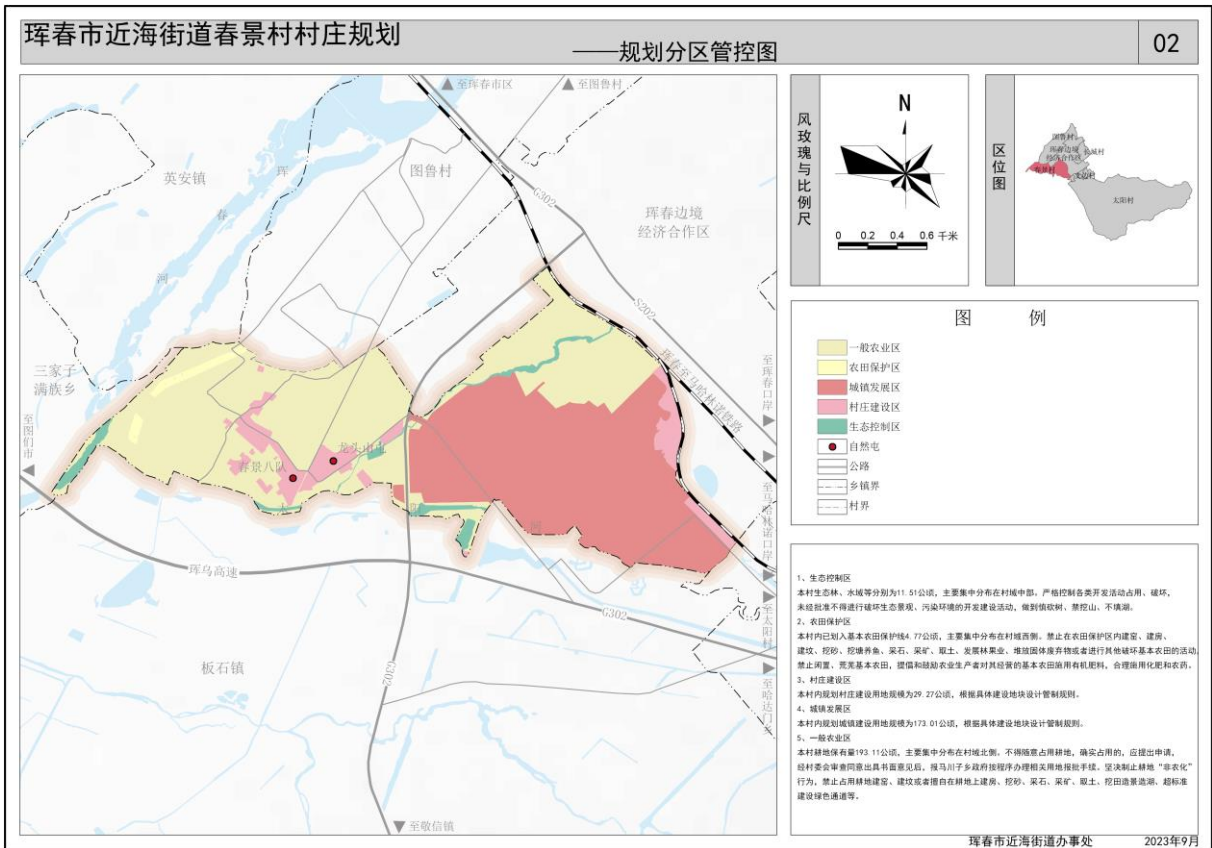 珲春市近海街道春景村村庄规划
——规划分区管控图
02
至珲春市区
至图鲁村
英安镇
珲
春
河
图鲁村
G302
珲春边境
经济合作区
S202
珲春至马哈林诺铁路
三家子
满族乡
至图们市
至珲春口岸
至马哈林诺口岸
至太阳村
至哈达门乡
龙头山屯
春景八队
河
珲乌高速
G302
G302
板石镇
至敬信镇
风玫瑰与比例尺
N
0 0.2 0.4 0.6 千米
区位图
图鲁村
珲春边境
经济合作区
长城村
春景村
太阳村
图 例
一般农业区
农田保护区
城镇发展区
村庄建设区
生态控制区
自然屯
公路
乡镇界
村界
1、生态控制区
本村生态林、水域等分别为11.51公顷，主要集中分布在村域中部。严格控制各类开发活动占用、破坏，
未经批准不得进行破坏生态景观、污染环境的开发建设活动，做到慎砍树、禁挖山、不填湖。
2、农田保护区
本村内已划入基本农田保护线4.77公顷，主要集中分布在村域西侧。禁止在农田保护区内建窑、建房、
建坟、挖砂、挖塘养鱼、采石、采矿、取土、发展林果业、堆放固体废弃物或者进行其他破坏基本农田的活动，
禁止闲置、荒芜基本农田，提倡和鼓励农业生产者对其经营的基本农田施用有机肥料，合理施用化肥和农药。
3、村庄建设区
本村内规划村庄建设用地规模为29.27公顷，根据具体建设地块设计管制规则。
4、城镇发展区
本村内规划城镇建设用地规模为173.01公顷，根据具体建设地块设计管制规则。
5、一般农业区
本村耕地保有量193.11公顷，主要集中分布在村域北侧。不得随意占用耕地，确实占用的，应提出申请，
经村委会审查同意出具书面意见后，报马川子乡政府按程序办理相关用地报批手续。坚决制止耕地“非农化”
行为，禁止占用耕地建窑、建坟或者擅自在耕地上建房、挖砂、采石、采矿、取土、挖田造景造湖、超标准
建设绿色通道等。
珲春市近海街道办事处 2023年9月